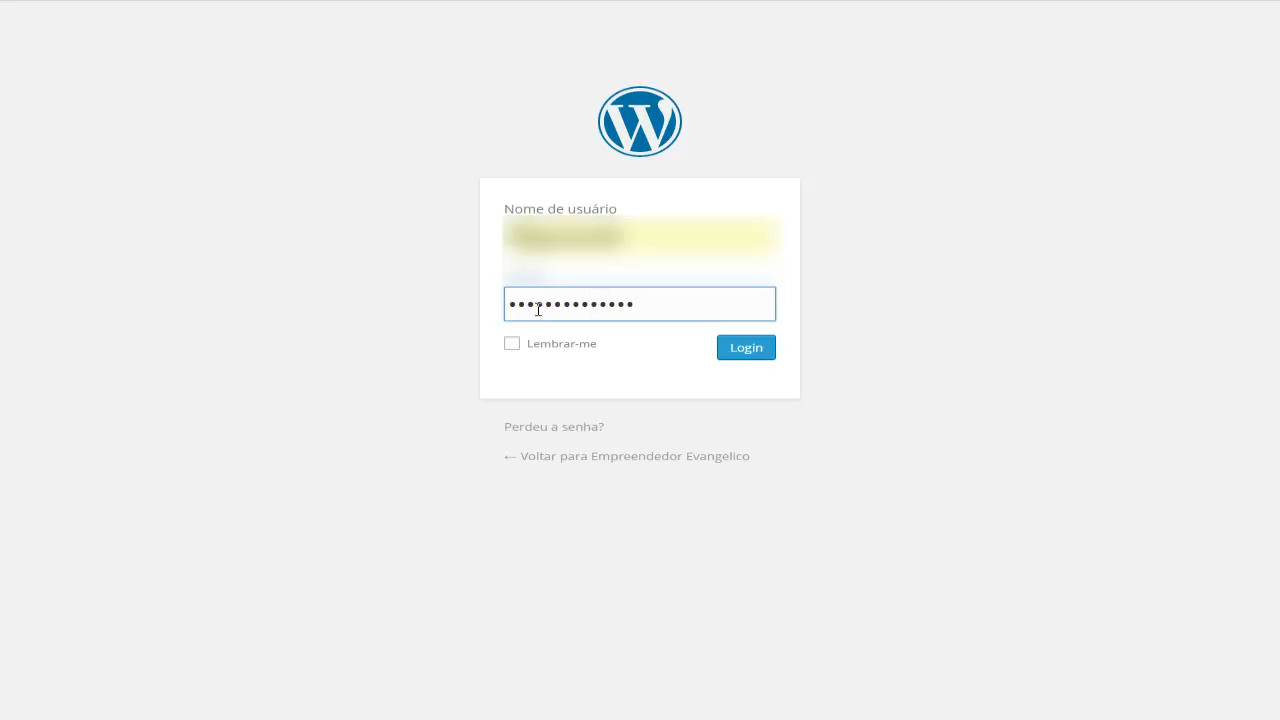 Nome de usuário
••••••••••••••
Lembrar-me
Login
Perdeu a senha?
← Voltar para Empreendedor Evangelico